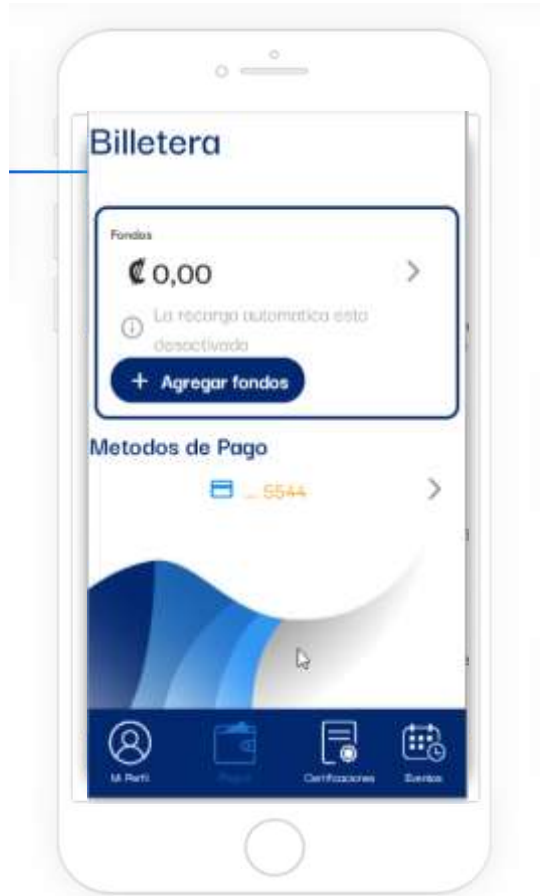 Billetera
Fondos
₡ 0,00
La recarga automatica esta
desactivada
+ Agregar fondos
Metodos de Pago
... 5544
Mi Perfil
Pagos
Certificaciones
Eventos